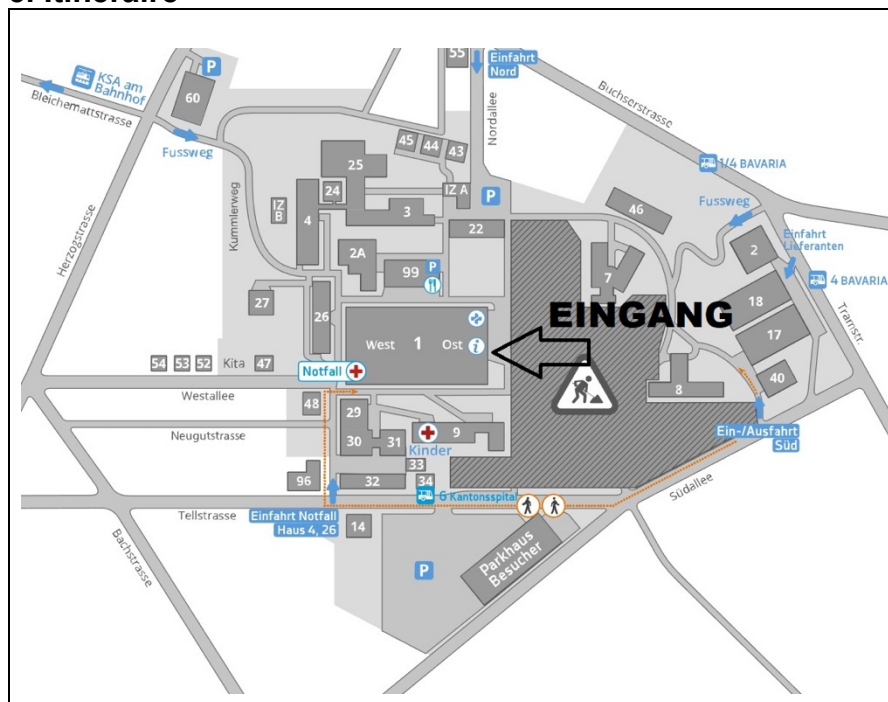 KSA am
Bahnhof
Bleichemattstrasse
P
60
Fussweg
55
Einfahrt
Nord
Nordallee
Buchserstrasse
1/4 BAVARIA
Fussweg
Einfahrt
Lieferanten
4 BAVARIA
Tramstr.
Herzogstrasse
Kummlerweg
45
44
43
25
24
IZ A
IZ
B
4
3
P
22
46
2A
99
P
7
2
18
17
27
26
EINGANG
West 1 Ost
i
Notfall
54
53
52
Kita
47
8
40
Westallee
48
29
30
31
9
Kinder
Ein-/Ausfahrt
Süd
Neugutstrasse
33
34
96
32
6 Kantonsspital
Südallee
Tellstrasse
Einfahrt Notfall
Haus 4, 26
14
Bachstrasse
P
Parkhaus
Besucher